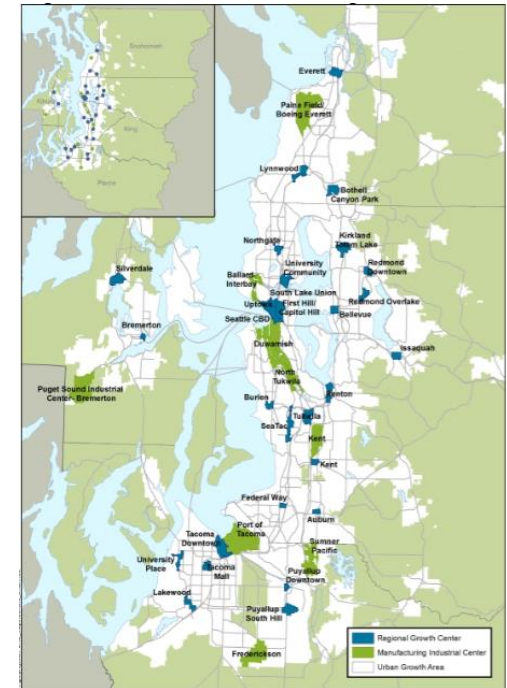 Snohomish
Kitsap
King
Pierce
Everett
Paine Field/
Boeing Everett
Lynnwood
Bothell
Canyon Park
Northgate
Kirkland
Totem Lake
Silverdale
Ballard
Interbay
University
Community
Redmond
Downtown
South Lake Union
Uptown
First Hill/
Capitol Hill
Redmond Overlake
Bremerton
Seattle CBD
Bellevue
Duwamish
Issaquah
North
Tukwila
Puget Sound Industrial
Center- Bremerton
Burien
Renton
Tukwila
SeaTac
Kent
Kent
Federal Way
Auburn
Port of
Tacoma
Tacoma
Downtown
Sumner
Pacific
University
Place
Tacoma
Mall
Puyallup
Downtown
Lakewood
Puyallup
South Hill
Frederickson
Regional Growth Center
Manufacturing Industrial Center
Urban Growth Area